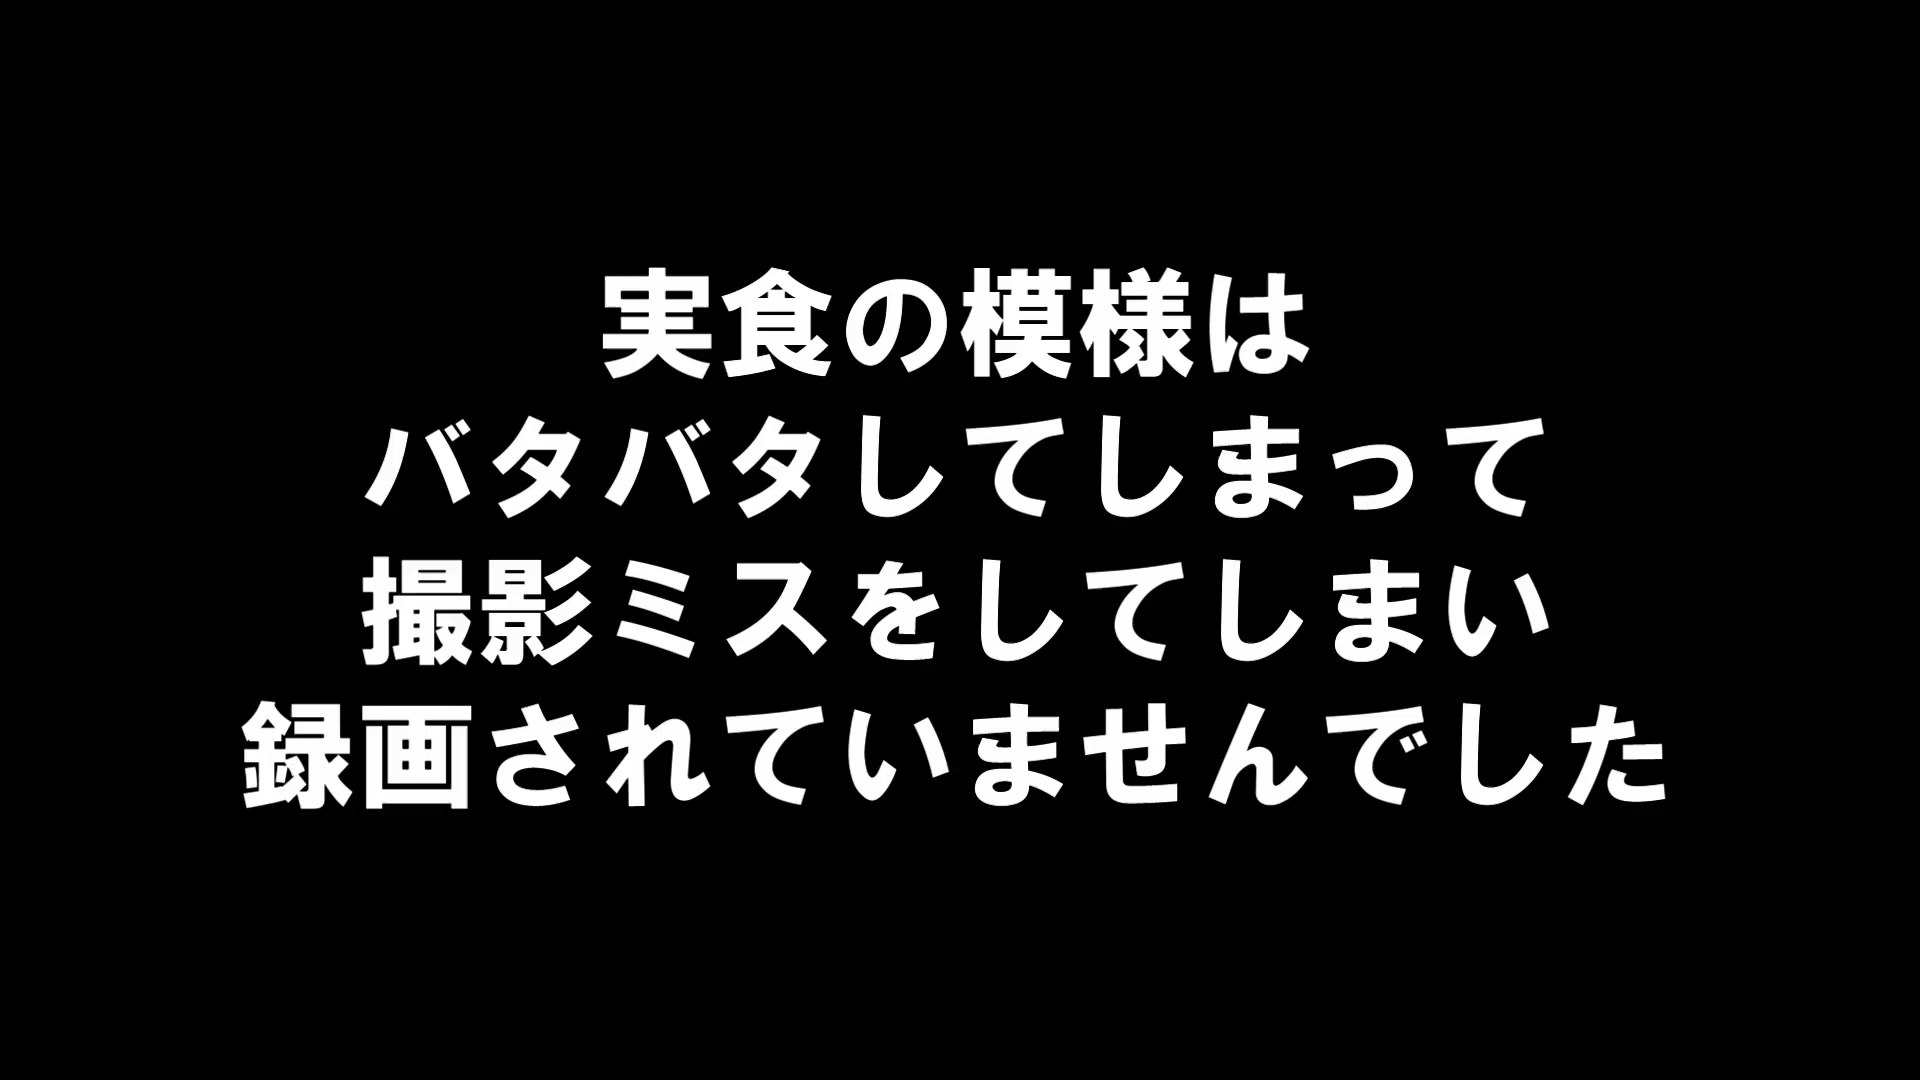 実食の模様は
バタバタしてしまって
撮影ミスをしてしまい
録画されていませんでした